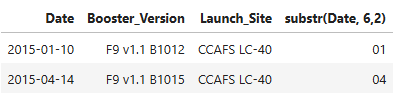 Date Booster_Version Launch_Site substr(Date, 6,2)
2015-01-10 F9 v1.1 B1012 CCAFS LC-40 01
2015-04-14 F9 v1.1 B1015 CCAFS LC-40 04